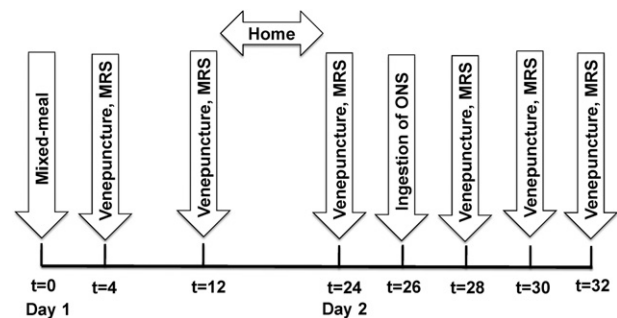 Home
Mixed-meal
Venepuncture, MRS
Venepuncture, MRS
Venepuncture, MRS
Ingestion of ONS
Venepuncture, MRS
Venepuncture, MRS
Venepuncture, MRS
t=0 t=4 t=12 t=24 t=26 t=28 t=30 t=32
Day 1 Day 2